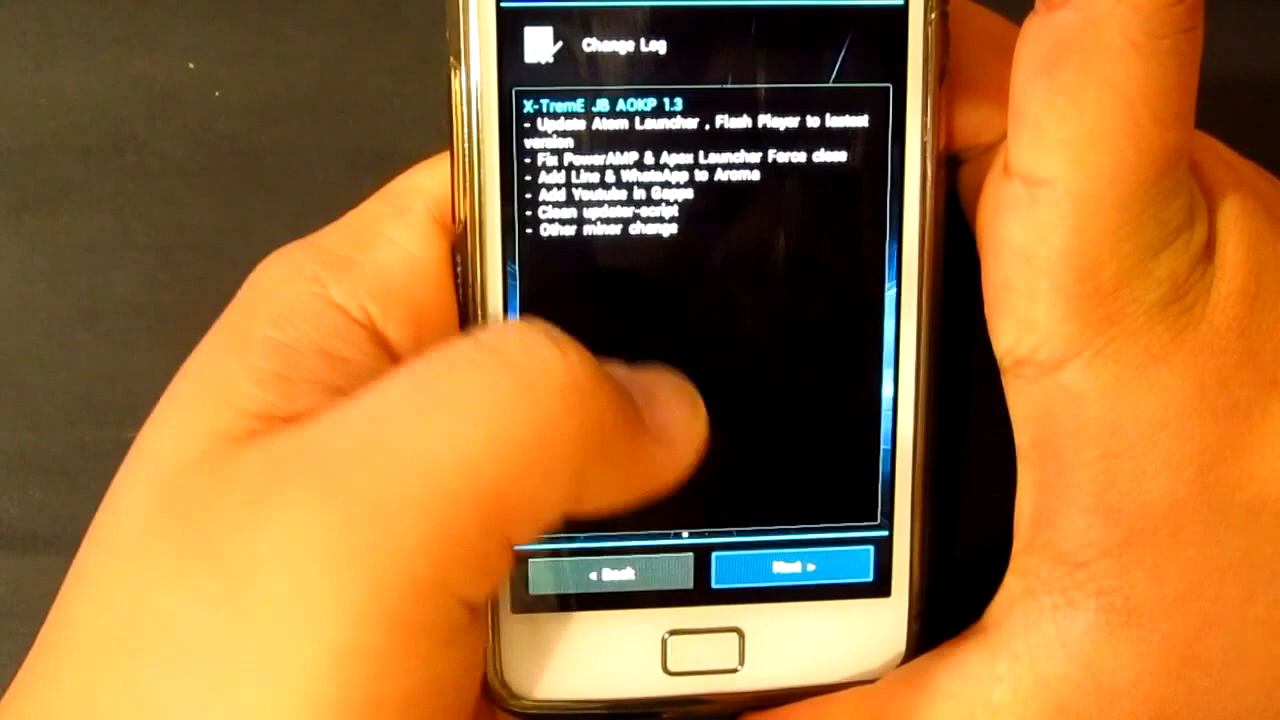 Change Log
X-TremE JB AOKP 1.3
- Update Atom Launcher , Flash Player to lastest
version
- Fix PowerAMP & Apex Launcher Force close
- Add Line & WhatsApp to Aroma
- Add Youtube in Gapps
- Clean updater-script
- Other miner change
< Back
Next >